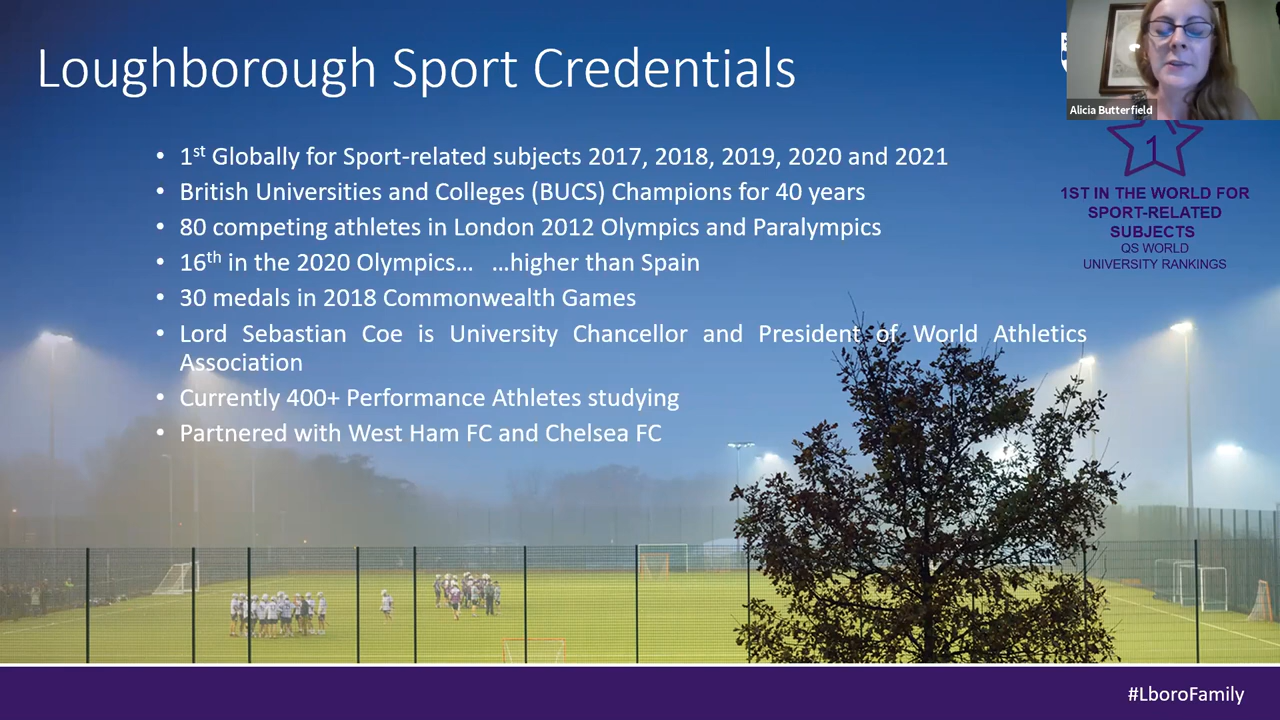 Loughborough Sport Credentials
Alicia Butterfield
• 1st Globally for Sport-related subjects 2017, 2018, 2019, 2020 and 2021
• British Universities and Colleges (BUCS) Champions for 40 years
• 80 competing athletes in London 2012 Olympics and Paralympics
• 16th in the 2020 Olympics… …higher than Spain
• 30 medals in 2018 Commonwealth Games
• Lord Sebastian Coe is University Chancellor and President of World Athletics
Association
• Currently 400+ Performance Athletes studying
• Partnered with West Ham FC and Chelsea FC
1
1ST IN THE WORLD FOR
SPORT-RELATED
SUBJECTS
QS WORLD
UNIVERSITY RANKINGS
#LboroFamily